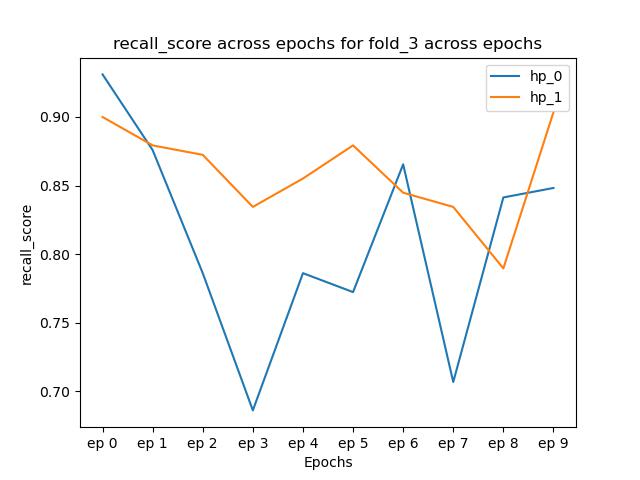 recall_score across epochs for fold_3 across epochs
hp_0
hp_1
recall_score
0.90
0.85
0.80
0.75
0.70
ep 0 ep 1 ep 2 ep 3 ep 4 ep 5 ep 6 ep 7 ep 8 ep 9
Epochs